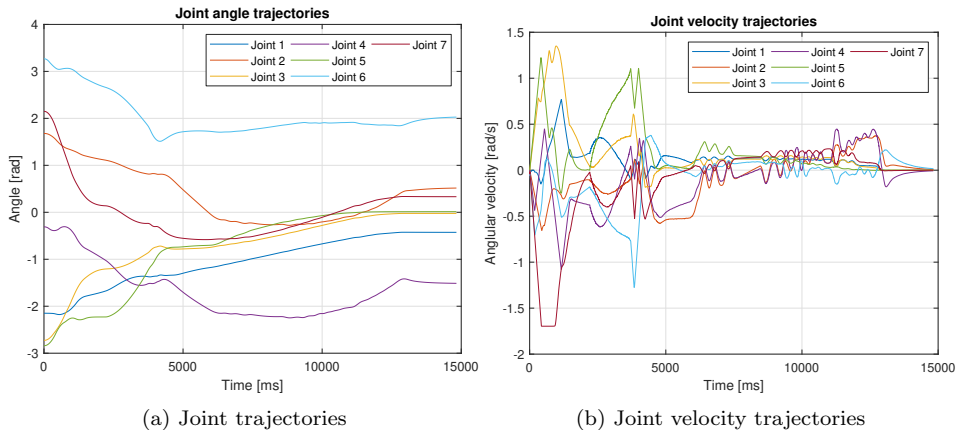 Joint angle trajectories
4
3
2
1
0
-1
-2
-3
Angle [rad]
Joint 1 Joint 4 Joint 7
Joint 2 Joint 5
Joint 3 Joint 6
0 5000 10000 15000
Time [ms]
(a) Joint trajectories
Joint velocity trajectories
1.5
1
0.5
0
-0.5
-1
-1.5
-2
Anglular velocity [rad/s]
Joint 1 Joint 4 Joint 7
Joint 2 Joint 5
Joint 3 Joint 6
0 5000 10000 15000
Time [ms]
(b) Joint velocity trajectories